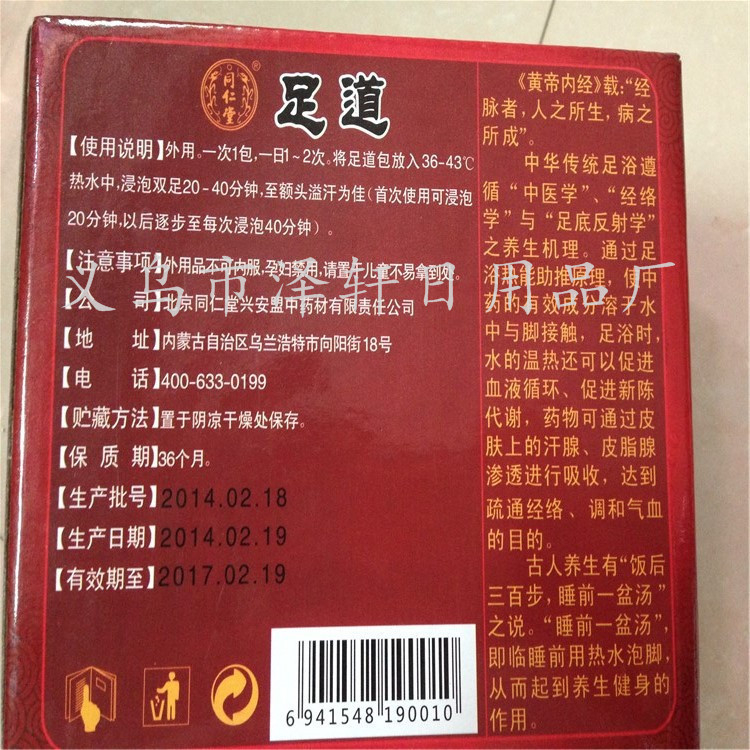 同仁堂
®
足道
【使用说明】外用。一次1包，一日1~2次。将足道包放入36-43℃
热水中，浸泡双足20-40分钟，至额头溢汗为佳（首次使用可浸泡
20分钟，以后逐步至每次浸泡40分钟）。
【注意事项】外用品不可内服，孕妇禁用，请置于儿童不易拿到处。
【公 司】北京同仁堂兴安盟中药材有限责任公司
【地 址】内蒙古自治区乌兰浩特市向阳街18号
【电 话】400-633-0199
【贮藏方法】置于阴凉干燥处保存。
【保 质 期】36个月。
【生产批号】2014.02.18
【生产日期】2014.02.19
【有效期至】2017.02.19
6 941548 190010
《黄帝内经》载：“经
脉者，人之所生，病之
所成”。
中华传统足浴遵
循“中医学”、“经络
学”与“足底反射学”
之养生机理。通过足
浴热能助推原理，使中
药的有效成分溶于水
中与脚接触，足浴时，
水的温热还可以促进
血液循环、促进新陈
代谢，药物可通过皮
肤上的汗腺、皮脂腺
渗透进行吸收，达到
疏通经络、调和气血
的目的。
古人养生有“饭后
三百步，睡前一盆汤”
之说。“睡前一盆汤”，
即临睡前用热水泡脚，
从而起到养生健身的
作用。
义乌市泽轩日用品厂